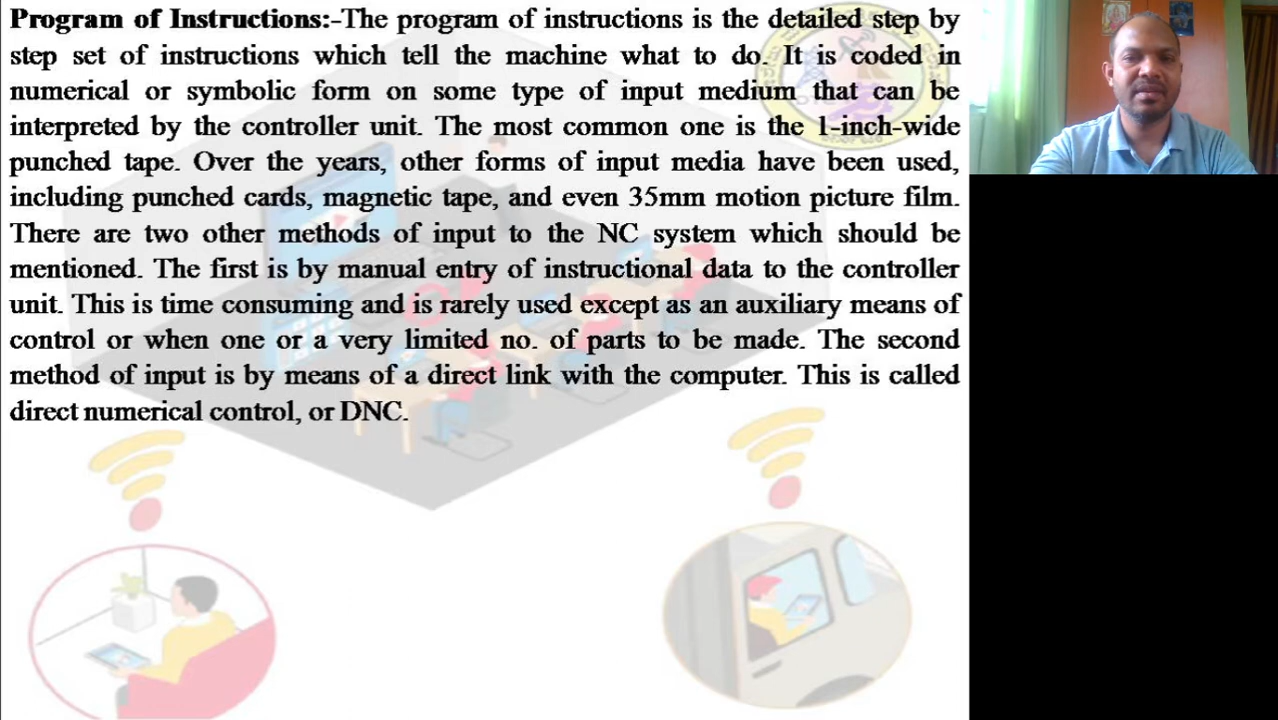 Program of Instructions:-The program of instructions is the detailed step by
step set of instructions which tell the machine what to do. It is coded in
numerical or symbolic form on some type of input medium that can be
interpreted by the controller unit. The most common one is the 1-inch-wide
punched tape. Over the years, other forms of input media have been used,
including punched cards, magnetic tape, and even 35mm motion picture film.
There are two other methods of input to the NC system which should be
mentioned. The first is by manual entry of instructional data to the controller
unit. This is time consuming and is rarely used except as an auxiliary means of
control or when one or a very limited no. of parts to be made. The second
method of input is by means of a direct link with the computer. This is called
direct numerical control, or DNC.